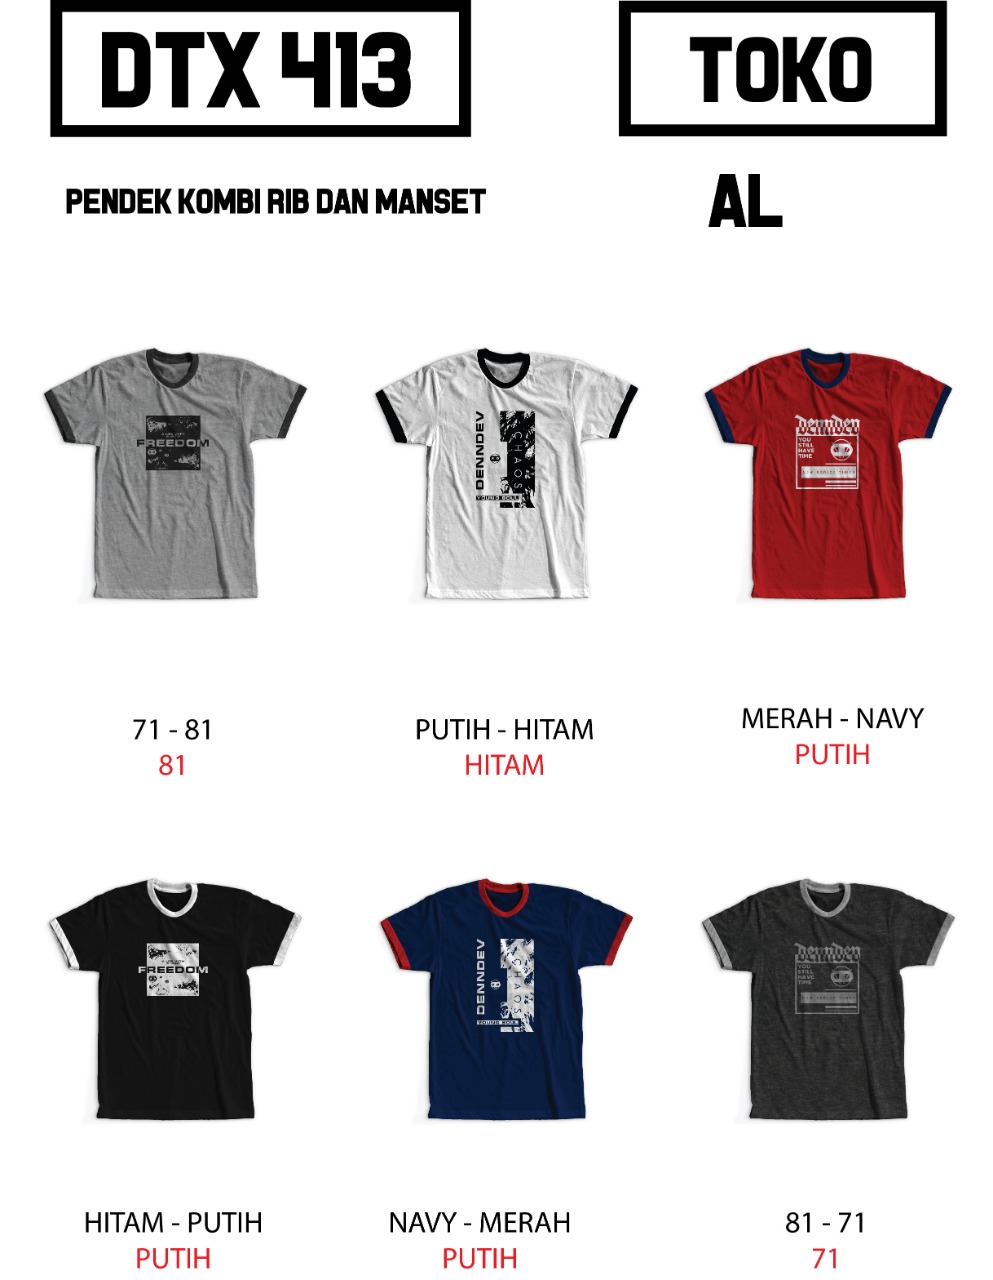 DTX 413
TOKO
PENDEK KOMBI RIB DAN MANSET
AL
FREEDOM
DENNDEV
CHAOS
YOUNG SOUL
denndev
YOU
STILL
HAVE
TIME
71 - 81
81
PUTIH - HITAM
HITAM
MERAH - NAVY
PUTIH
FREEDOM
DENNDEV
CHAOS
YOUNG SOUL
denndev
YOU
STILL
HAVE
TIME
HITAM - PUTIH
PUTIH
NAVY - MERAH
PUTIH
81 - 71
71